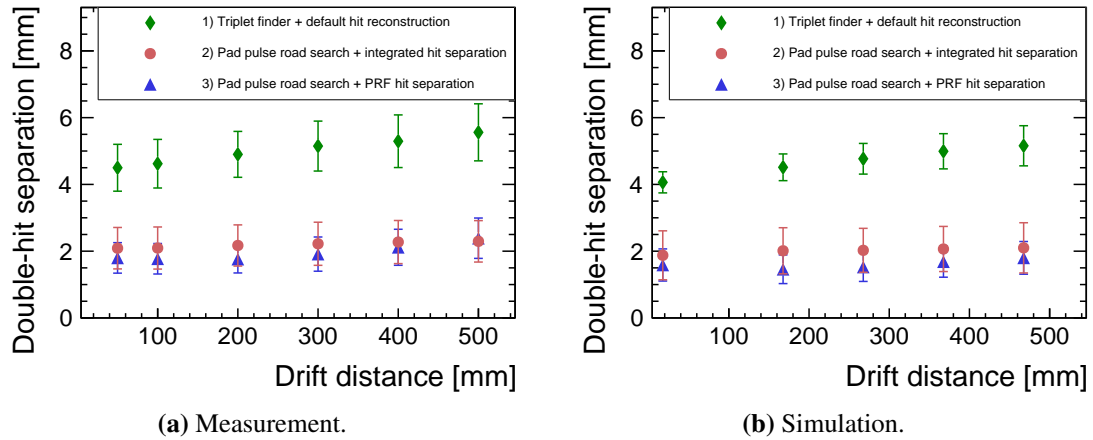 Double-hit separation [mm]
8
6
4
2
0
1) Triplet finder + default hit reconstruction
2) Pad pulse road search + integrated hit separation
3) Pad pulse road search + PRF hit separation
100 200 300 400 500
Drift distance [mm]
(a) Measurement.
Double-hit separation [mm]
8
6
4
2
0
1) Triplet finder + default hit reconstruction
2) Pad pulse road search + integrated hit separation
3) Pad pulse road search + PRF hit separation
100 200 300 400 500
Drift distance [mm]
(b) Simulation.